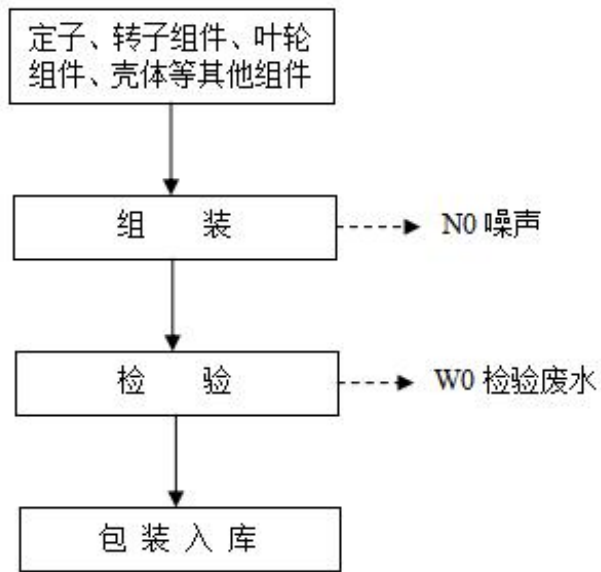 定子、转子组件、叶轮
组件、壳体等其他组件
组 装
N0 噪声
检 验
W0 检验废水
包 装 入 库